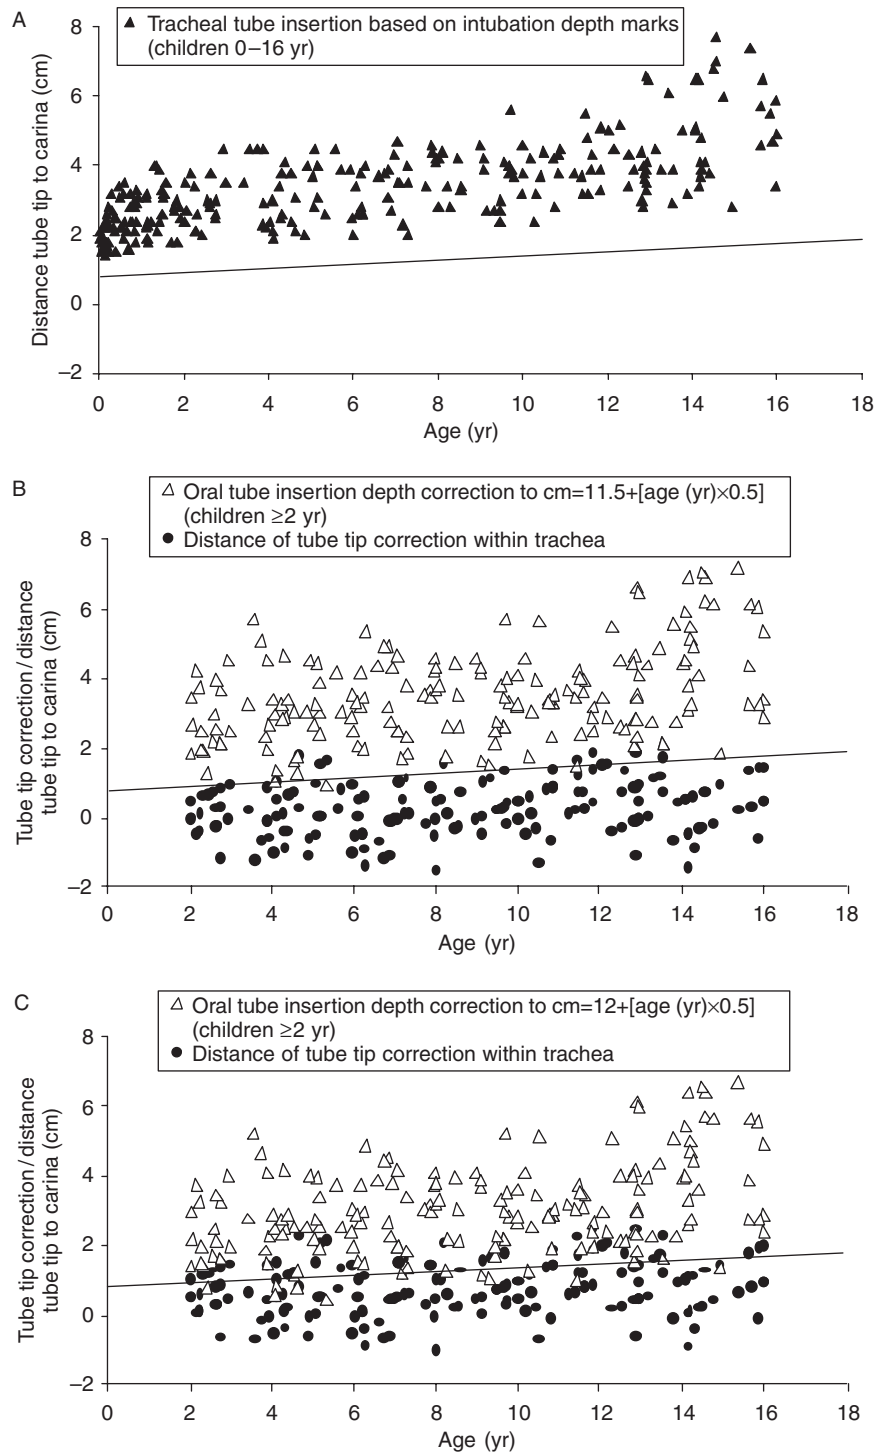 A
▲ Tracheal tube insertion based on intubation depth marks
(children 0–16 yr)
Distance tube tip to carina (cm)
8
6
4
2
0
–2
0 2 4 6 8 10 12 14 16 18
Age (yr)
B
△ Oral tube insertion depth correction to cm=11.5+[age (yr)×0.5]
(children ≥2 yr)
● Distance of tube tip correction within trachea
Tube tip correction/distance
tube tip to carina (cm)
8
6
4
2
0
–2
0 2 4 6 8 10 12 14 16 18
Age (yr)
C
△ Oral tube insertion depth correction to cm=12+[age (yr)×0.5]
(children ≥2 yr)
● Distance of tube tip correction within trachea
Tube tip correction/distance
tube tip to carina (cm)
8
6
4
2
0
–2
0 2 4 6 8 10 12 14 16 18
Age (yr)